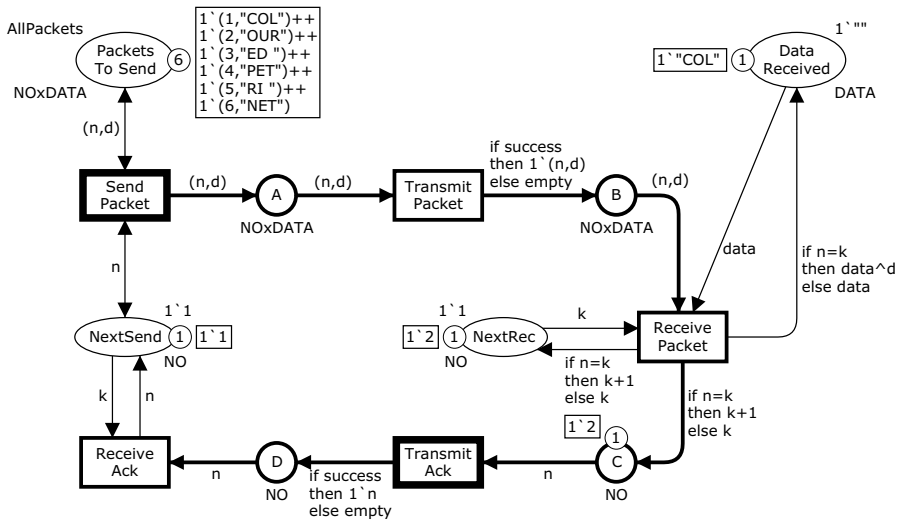 AllPackets
Packets
To Send
6
1`(1,"COL")++
1`(2,"OUR")++
1`(3,"ED ")++
1`(4,"PET")++
1`(5,"RI ")++
1`(6,"NET")
NOxDATA
1`""
1`"COL"
1
Data
Received
DATA
(n,d)
Send
Packet
(n,d)
A
NOxDATA
(n,d)
Transmit
Packet
if success
then 1`(n,d)
else empty
B
NOxDATA
(n,d)
n
data
if n=k
then data^d
else data
1`1
NextSend
1
1`1
NO
1`1
1`2
1
NextRec
NO
k
if n=k
then k+1
else k
Receive
Packet
if n=k
then k+1
else k
k
n
Receive
Ack
n
D
NO
if success
then 1`n
else empty
Transmit
Ack
n
1`2
1
C
NO